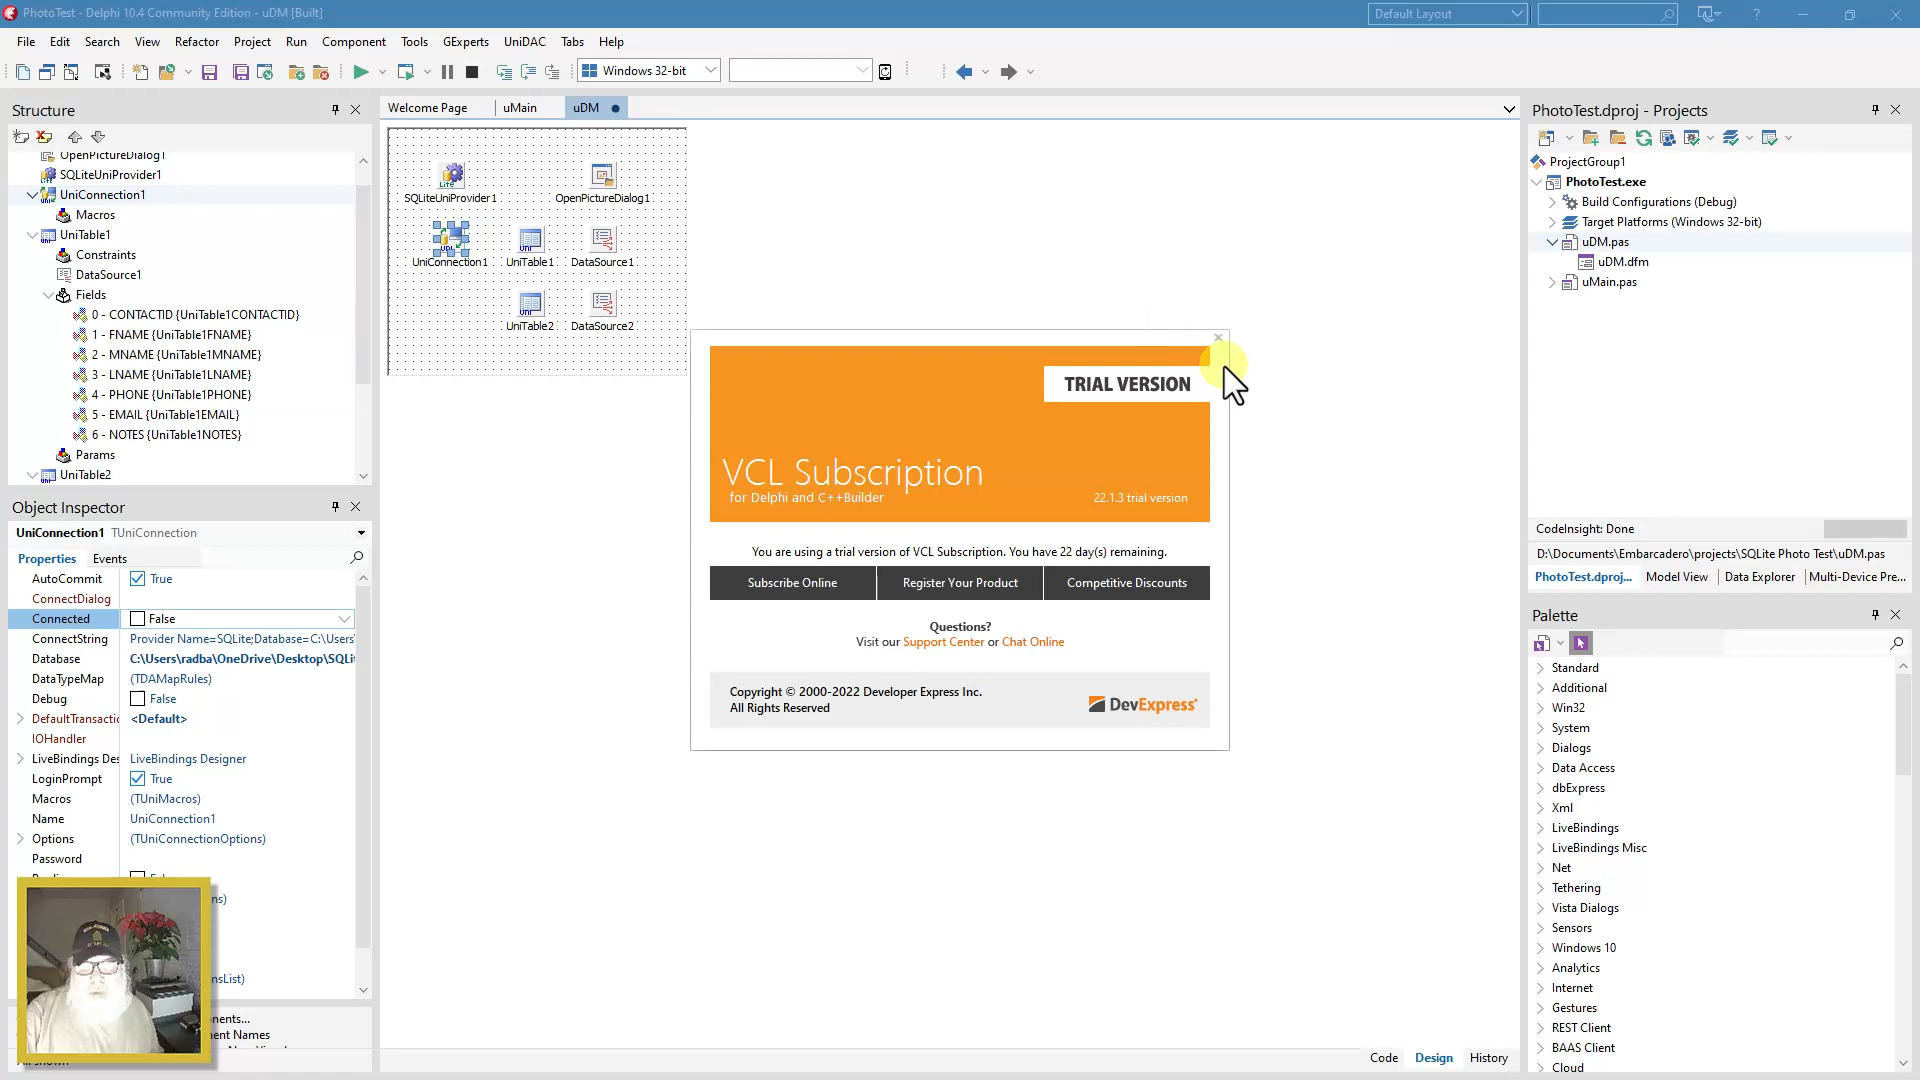 PhotoTest - Delphi 10.4 Community Edition - uDM [Built]
Default Layout
File Edit Search View Refactor Project Run Component Tools GExperts UniDAC Tabs Help
Windows 32-bit
Structure
OpenPictureDialog1
SQLiteUniProvider1
UniConnection1
Macros
UniTable1
Constraints
DataSource1
Fields
0 - CONTACTID {UniTable1CONTACTID}
1 - FNAME {UniTable1FNAME}
2 - MNAME {UniTable1MNAME}
3 - LNAME {UniTable1LNAME}
4 - PHONE {UniTable1PHONE}
5 - EMAIL {UniTable1EMAIL}
6 - NOTES {UniTable1NOTES}
Params
UniTable2
Object Inspector
UniConnection1 TUniConnection
Properties Events
AutoCommit True
ConnectDialog
Connected False
ConnectString Provider Name=SQLite;Database=C:\Users\
Database C:\Users\radba\OneDrive\Desktop\SQLi
DataTypeMap (TDAMapRules)
Debug False
DefaultTransactic <Default>
IOHandler
LiveBindings Des LiveBindings Designer
LoginPrompt True
Macros (TUniMacros)
Name UniConnection1
Options (TUniConnectionOptions)
Password
ns)
nsList)
nents...
ent Names
Welcome Page uMain uDM
SQLiteUniProvider1 OpenPictureDialog1
UniConnection1 UniTable1 DataSource1
UniTable2 DataSource2
TRIAL VERSION
VCL Subscription
for Delphi and C++Builder 22.1.3 trial version
You are using a trial version of VCL Subscription. You have 22 day(s) remaining.
Subscribe Online Register Your Product Competitive Discounts
Questions?
Visit our Support Center or Chat Online
Copyright © 2000-2022 Developer Express Inc.
All Rights Reserved
DevExpress
Code Design History
PhotoTest.dproj - Projects
ProjectGroup1
PhotoTest.exe
Build Configurations (Debug)
Target Platforms (Windows 32-bit)
uDM.pas
uDM.dfm
uMain.pas
CodeInsight: Done
D:\Documents\Embarcadero\projects\SQLite Photo Test\uDM.pas
PhotoTest.dproj... Model View Data Explorer Multi-Device Pre...
Palette
Standard
Additional
Win32
System
Dialogs
Data Access
dbExpress
Xml
LiveBindings
LiveBindings Misc
Net
Tethering
Vista Dialogs
Sensors
Windows 10
Analytics
Internet
Gestures
REST Client
BAAS Client
Cloud